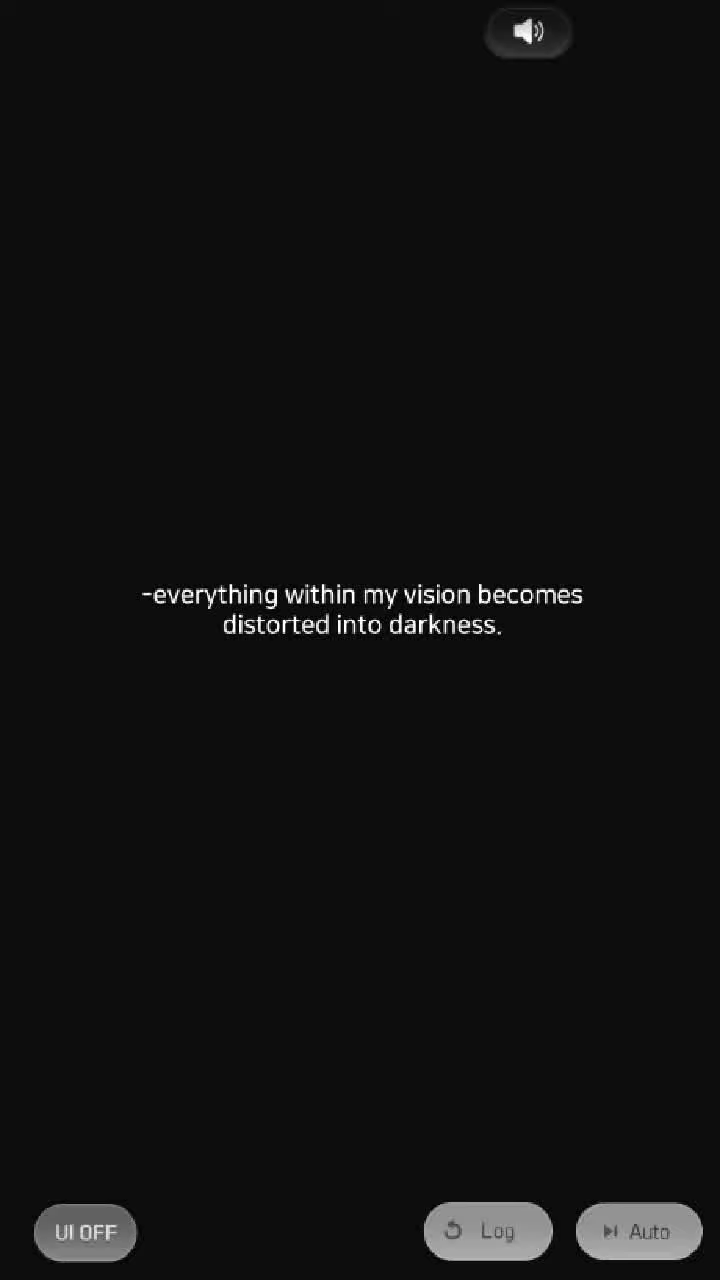 -everything within my vision becomes
distorted into darkness.
UI OFF
Log
Auto